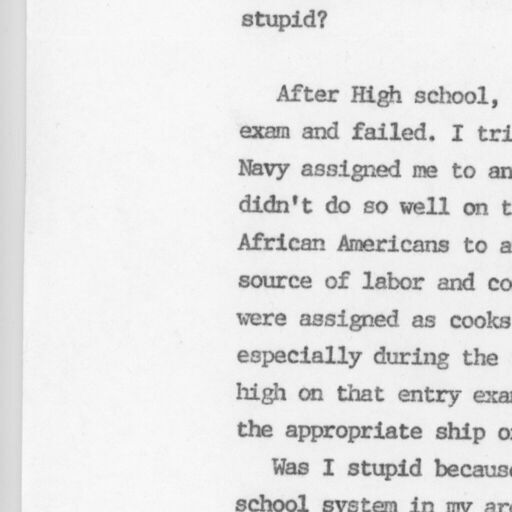 stupid?
After High school,
exam and failed. I tri
Navy assigned me to an
didn't do so well on t
African Americans to a
source of labor and co
were assigned as cooks
especially during the
high on that entry exa
the appropriate ship o
Was I stupid because
school system in my are